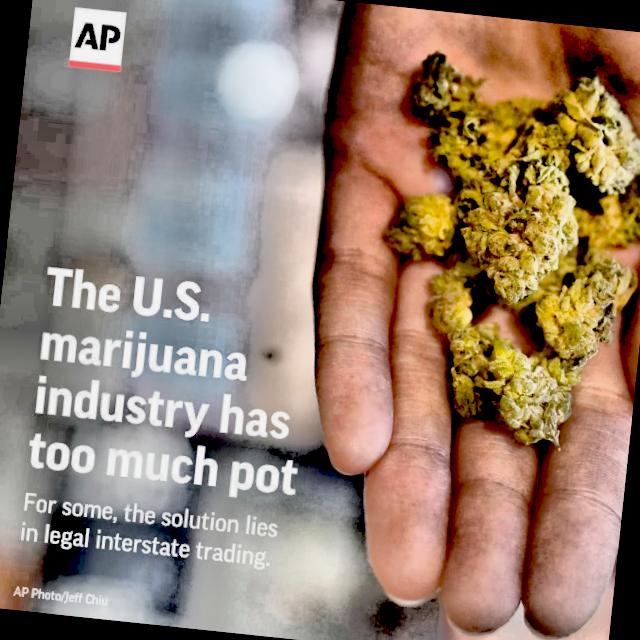 AP
The U.S.
marijuana
industry has
too much pot
For some, the solution lies
in legal interstate trading.
AP Photo/Jeff Chiu